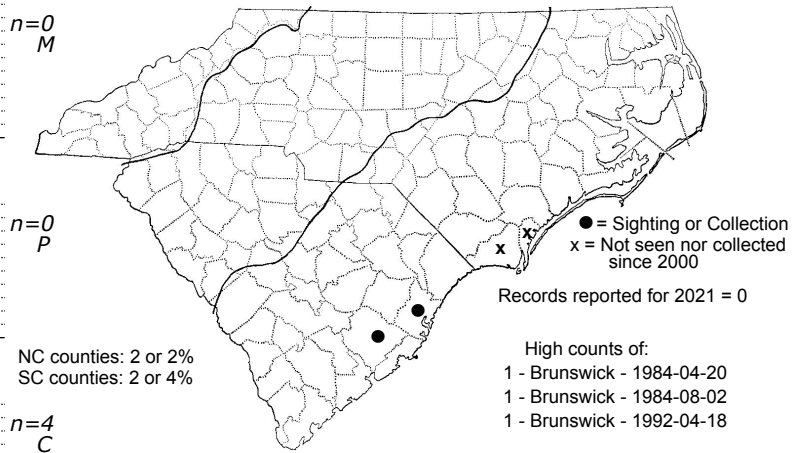 n=0
M
n=0
P
n=4
C
x
x
● = Sighting or Collection
x = Not seen nor collected
since 2000
Records reported for 2021 = 0
NC counties: 2 or 2%
SC counties: 2 or 4%
High counts of:
1 - Brunswick - 1984-04-20
1 - Brunswick - 1984-08-02
1 - Brunswick - 1992-04-18